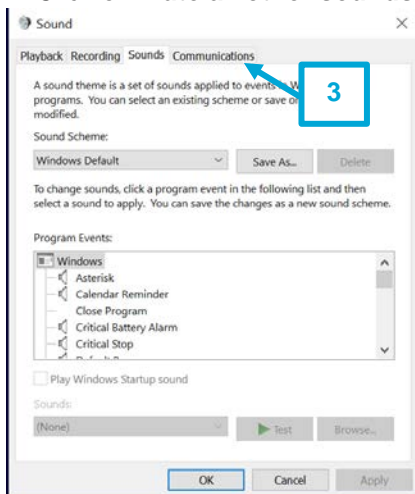 Sound
Playback Recording Sounds Communications
A sound theme is a set of sounds applied to events in W
programs. You can select an existing scheme or save or
modified.
3
Sound Scheme:
Windows Default
Save As...
Delete
To change sounds, click a program event in the following list and then
select a sound to apply. You can save the changes as a new sound scheme.
Program Events:
Windows
Asterisk
Calendar Reminder
Close Program
Critical Battery Alarm
Critical Stop
Play Windows Startup sound
Sounds:
(None)
Test
Browse...
OK
Cancel
Apply